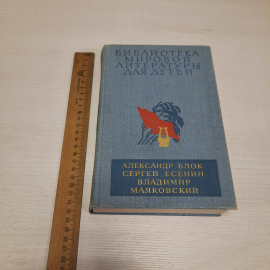 БИБЛИОТЕКА
МИРОВОЙ
ЛИТЕРАТУРЫ
ДЛЯ ДЕТЕЙ
АЛЕКСАНДР БЛОК
СЕРГЕЙ ЕСЕНИН
ВЛАДИМИР
МАЯКОВСКИЙ